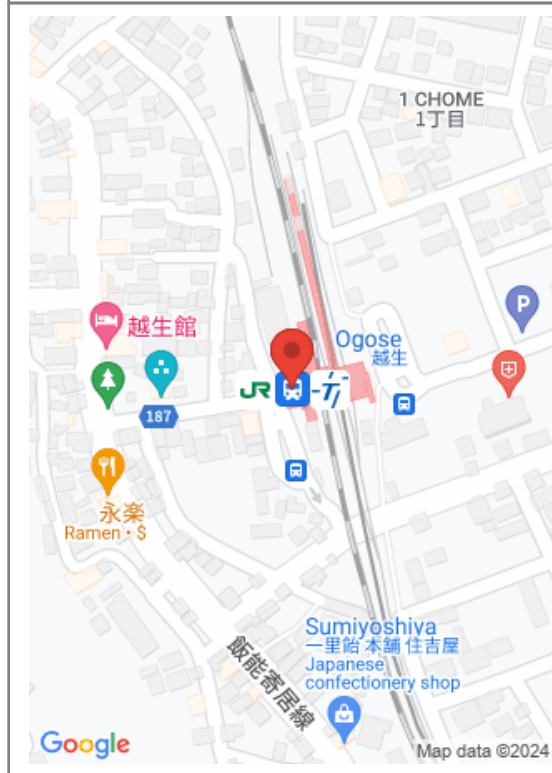 1 CHOME
1丁目
P
越生館
Ogose
越生
JR
187
永楽
Ramen • $
飯能寄居線
Sumiyoshiya
一里飴 本舗 住吉屋
Japanese
confectionery shop
Google
Map data ©2024